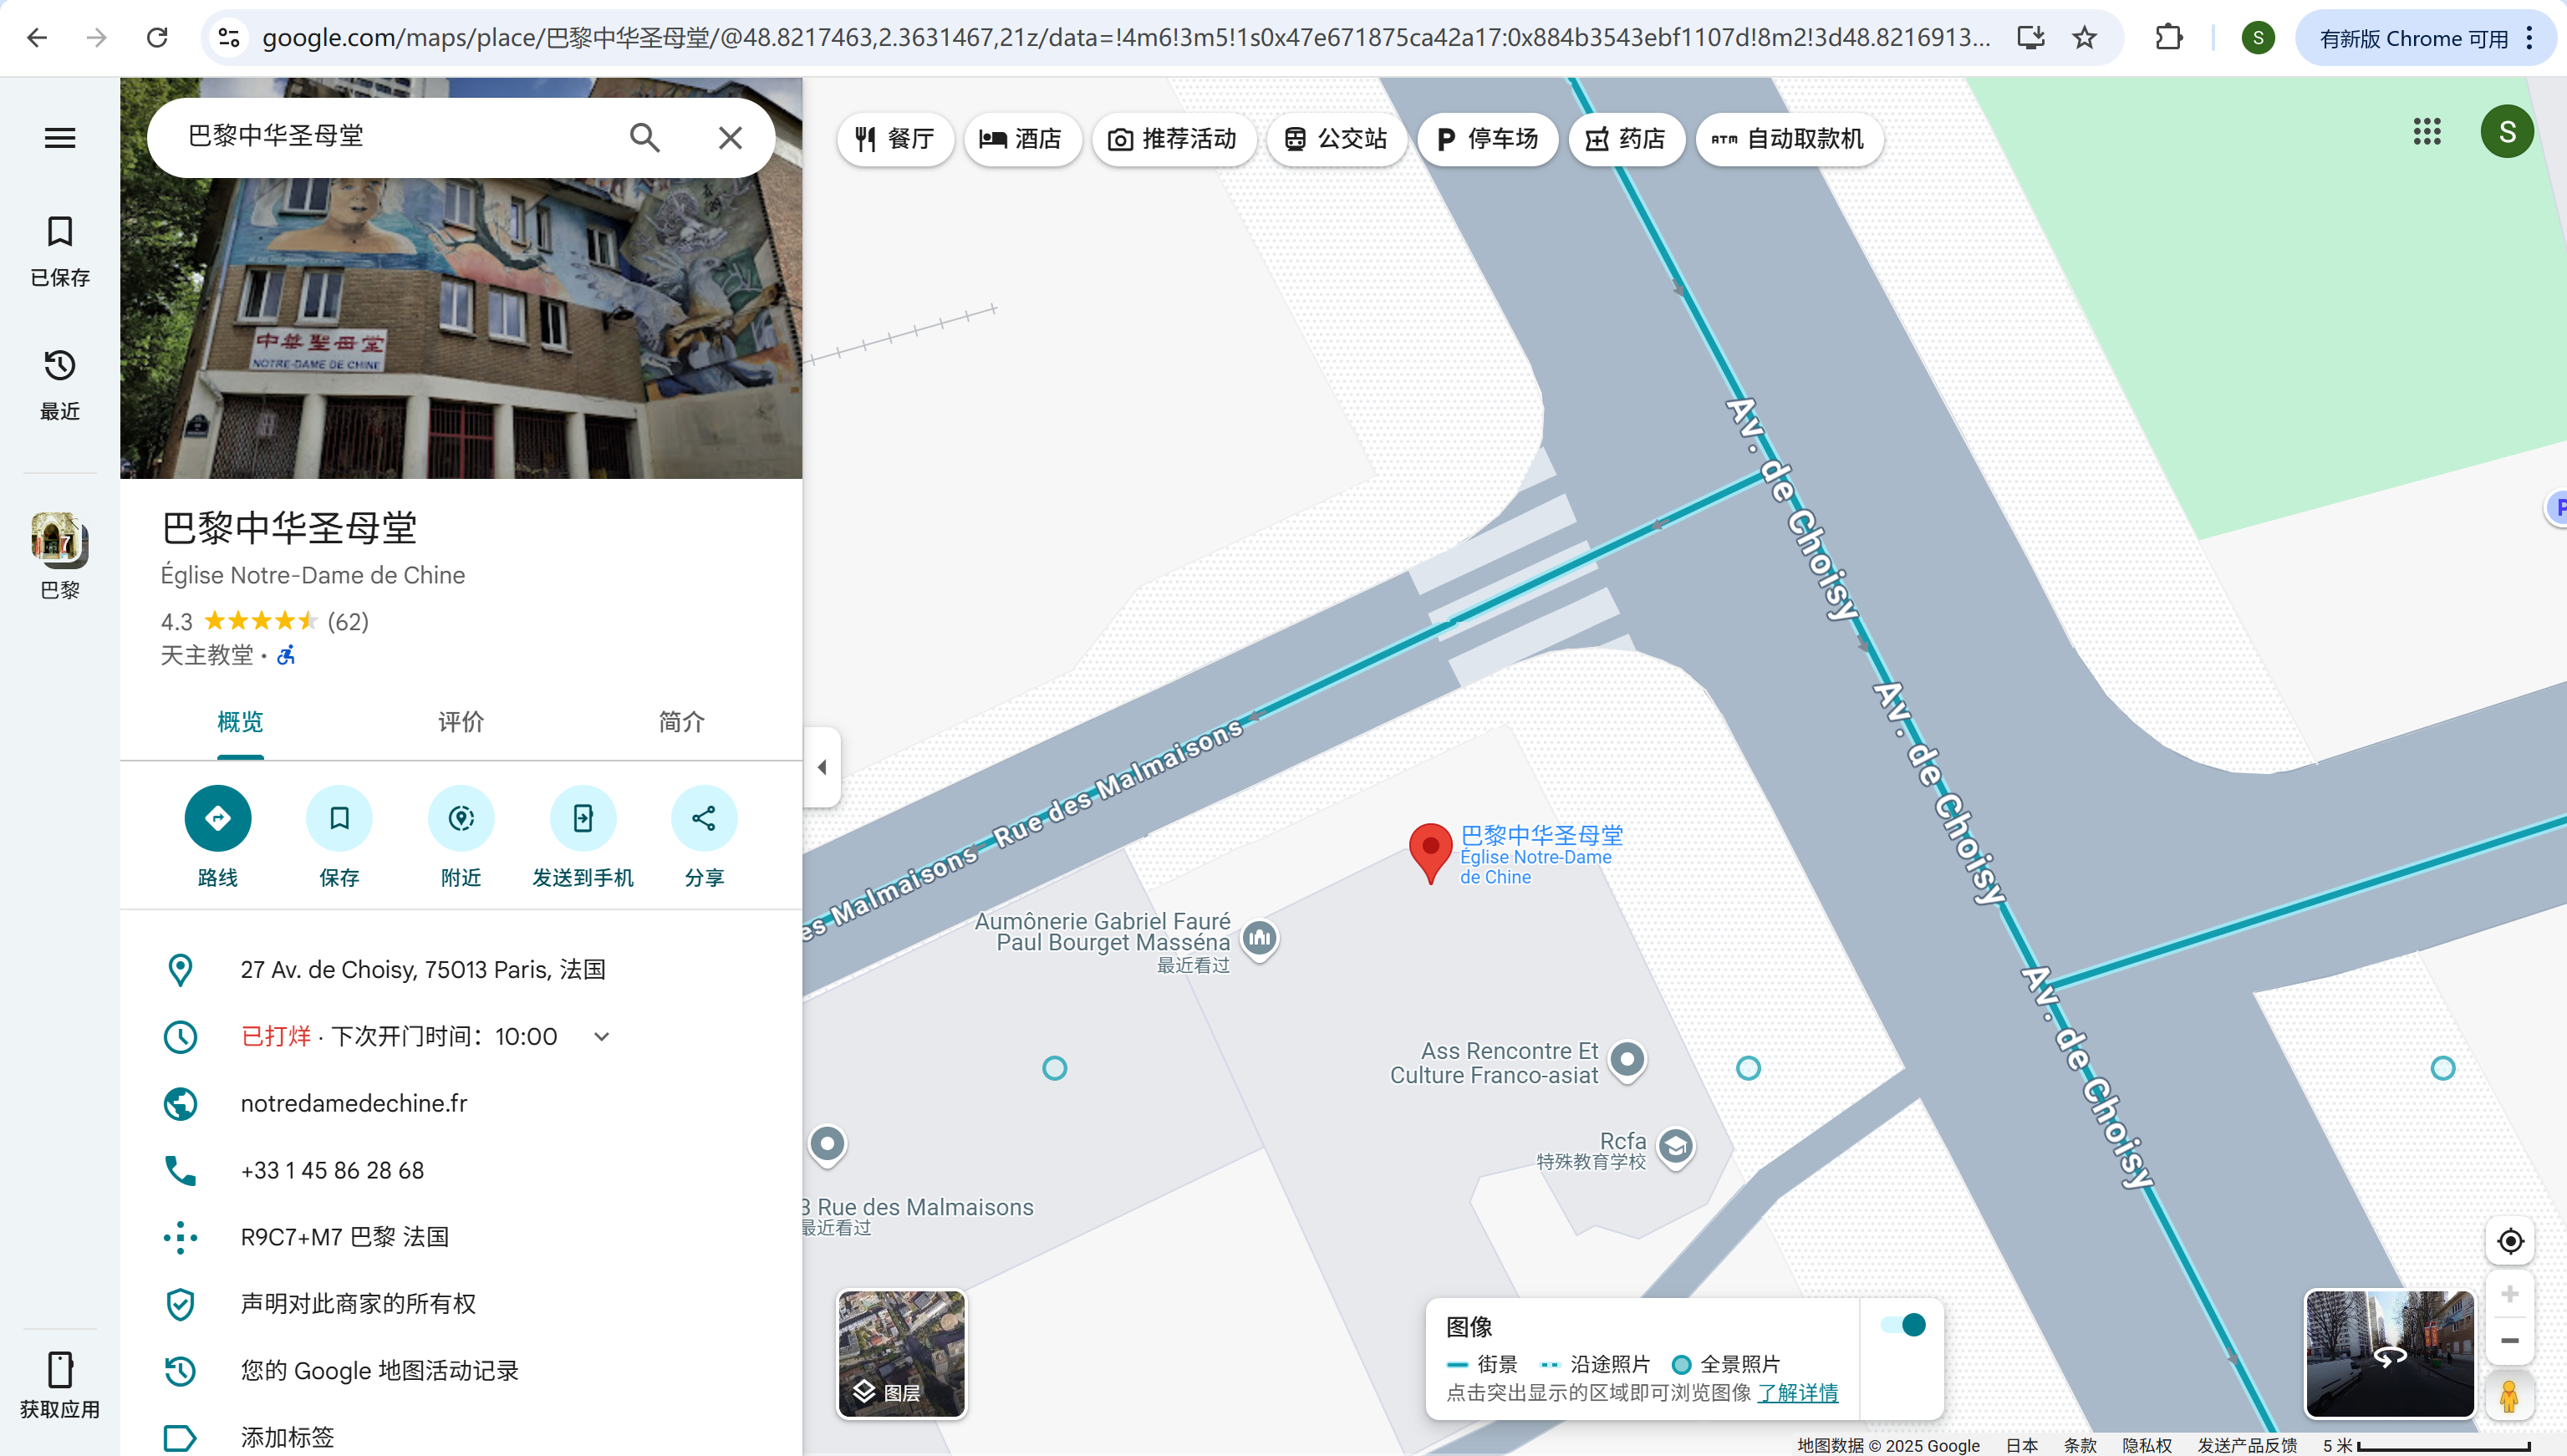 google.com/maps/place/巴黎中华圣母堂/@48.8217463,2.3631467,21z/data=!4m6!3m5!1s0x47e671875ca42a17:0x884b3543ebf1107d!8m2!3d48.8216913...
S
有新版 Chrome 可用
已保存
最近
7
巴黎
获取应用
巴黎中华圣母堂
中華聖母堂
NOTRE-DAME DE CHINE
巴黎中华圣母堂
Église Notre-Dame de Chine
4.3 (62)
天主教堂 ·
概览 评价 简介
路线 保存 附近 发送到手机 分享
27 Av. de Choisy, 75013 Paris, 法国
已打烊 · 下次开门时间：10:00
notredamedechine.fr
+33 1 45 86 28 68
R9C7+M7 巴黎 法国
声明对此商家的所有权
您的 Google 地图活动记录
添加标签
餐厅 酒店 推荐活动 公交站 P 停车场 药店 ATM 自动取款机
S
Av. de Choisy
Av. de Choisy
Av. de Choisy
Rue des Malmaisons
es Malmaisons
P
巴黎中华圣母堂
Église Notre-Dame
de Chine
Aumônerie Gabriel Fauré
Paul Bourget Masséna
最近看过
Ass Rencontre Et
Culture Franco-asiat
Rcfa
特殊教育学校
3 Rue des Malmaisons
最近看过
图层
图像
街景 沿途照片 全景照片
点击突出显示的区域即可浏览图像 了解详情
地图数据 © 2025 Google 日本 条款 隐私权 发送产品反馈 5 米